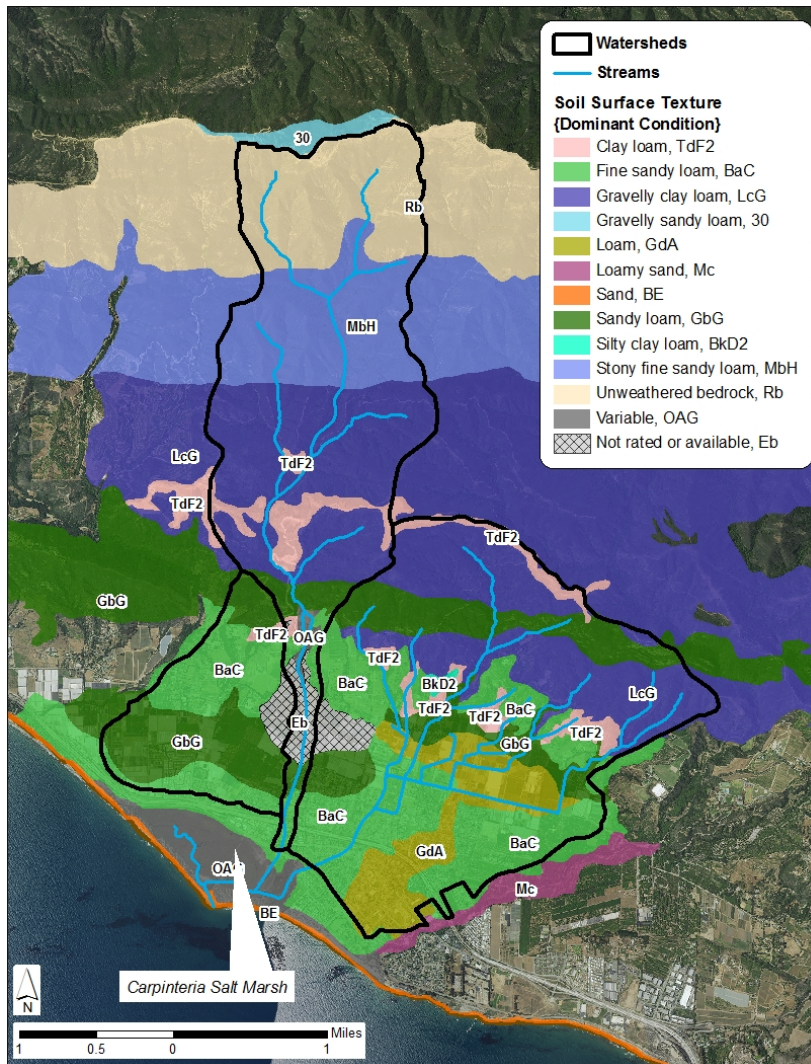 Watersheds
Streams
Soil Surface Texture
{Dominant Condition}
Clay loam, TdF2
Fine sandy loam, BaC
Gravelly clay loam, LcG
Gravelly sandy loam, 30
Loam, GdA
Loamy sand, Mc
Sand, BE
Sandy loam, GbG
Silty clay loam, BkD2
Stony fine sandy loam, MbH
Unweathered bedrock, Rb
Variable, OAG
Not rated or available, Eb
30
Rb
MbH
LcG
TdF2
TdF2
TdF2
GbG
TdF2
OAG
TdF2
BaC
BaC
BkD2
LcG
TdF2
BaC
TdF2
Eb
TdF2
GbG
GbG
BaC
BaC
GdA
OAG
Mc
BE
Carpinteria Salt Marsh
N
Miles
1 0.5 0 1